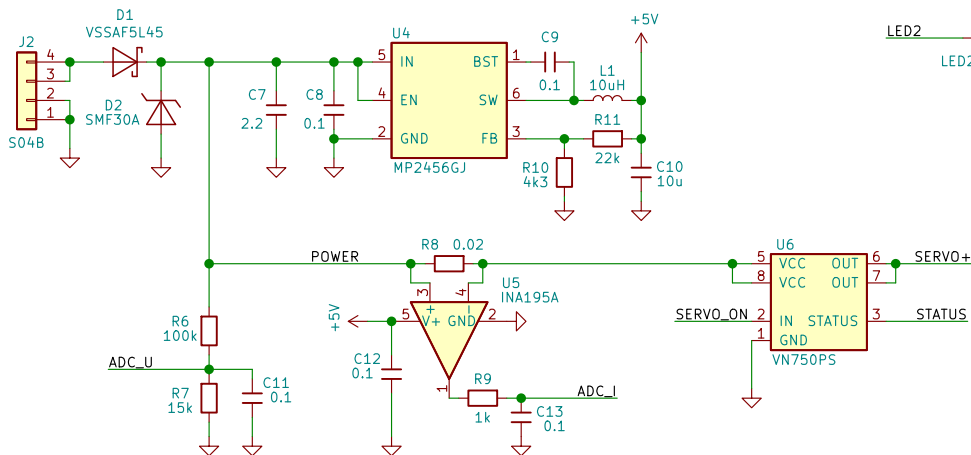 J2
4
3
2
1
S04B
D1
VSSAF5L45
D2
SMF30A
C7
2.2
C8
0.1
U4
5 IN BST 1
4 EN SW 6
2 GND FB 3
MP2456GJ
C9
0.1
L1
10uH
+5V
R11
22k
R10
4k3
C10
10u
LED2
LED2
POWER
R8 0.02
U5
INA195A
3 + 4 −
5 V+ GND 2
1
+5V
C12
0.1
R9
1k
ADC_I
C13
0.1
R6
100k
ADC_U
R7
15k
C11
0.1
U6
5 VCC OUT 6
8 VCC OUT 7
2 IN STATUS 3
1 GND
VN750PS
SERVO_ON
SERVO+
STATUS